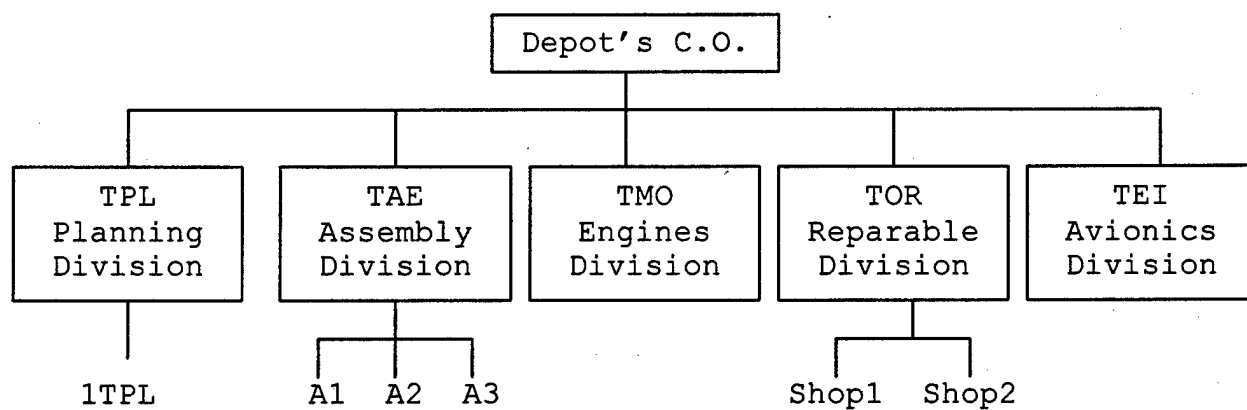 Depot's C.O.
TPL
Planning
Division
TAE
Assembly
Division
TMO
Engines
Division
TOR
Reparable
Division
TEI
Avionics
Division
1TPL
A1 A2 A3
Shop1 Shop2